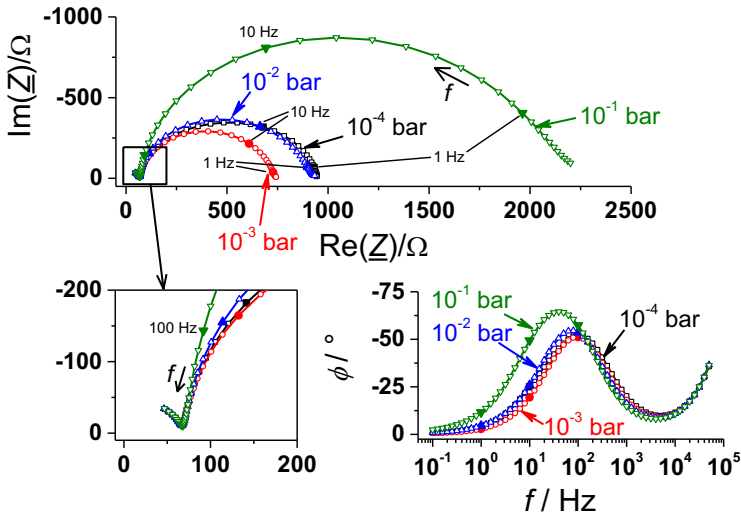 -1000
-500
0
Im(Z)/Ω
10 Hz
10⁻² bar
f
10⁻¹ bar
10 Hz
10⁻⁴ bar
1 Hz
1 Hz
10⁻³ bar
0 500 1000 1500 2000 2500
Re(Z)/Ω
-200
-100
0
100 Hz
f
0 100 200
-75
-50
-25
0
ϕ / °
10⁻¹ bar
10⁻² bar
10⁻⁴ bar
10⁻³ bar
10⁻¹ 10⁰ 10¹ 10² 10³ 10⁴ 10⁵
f / Hz